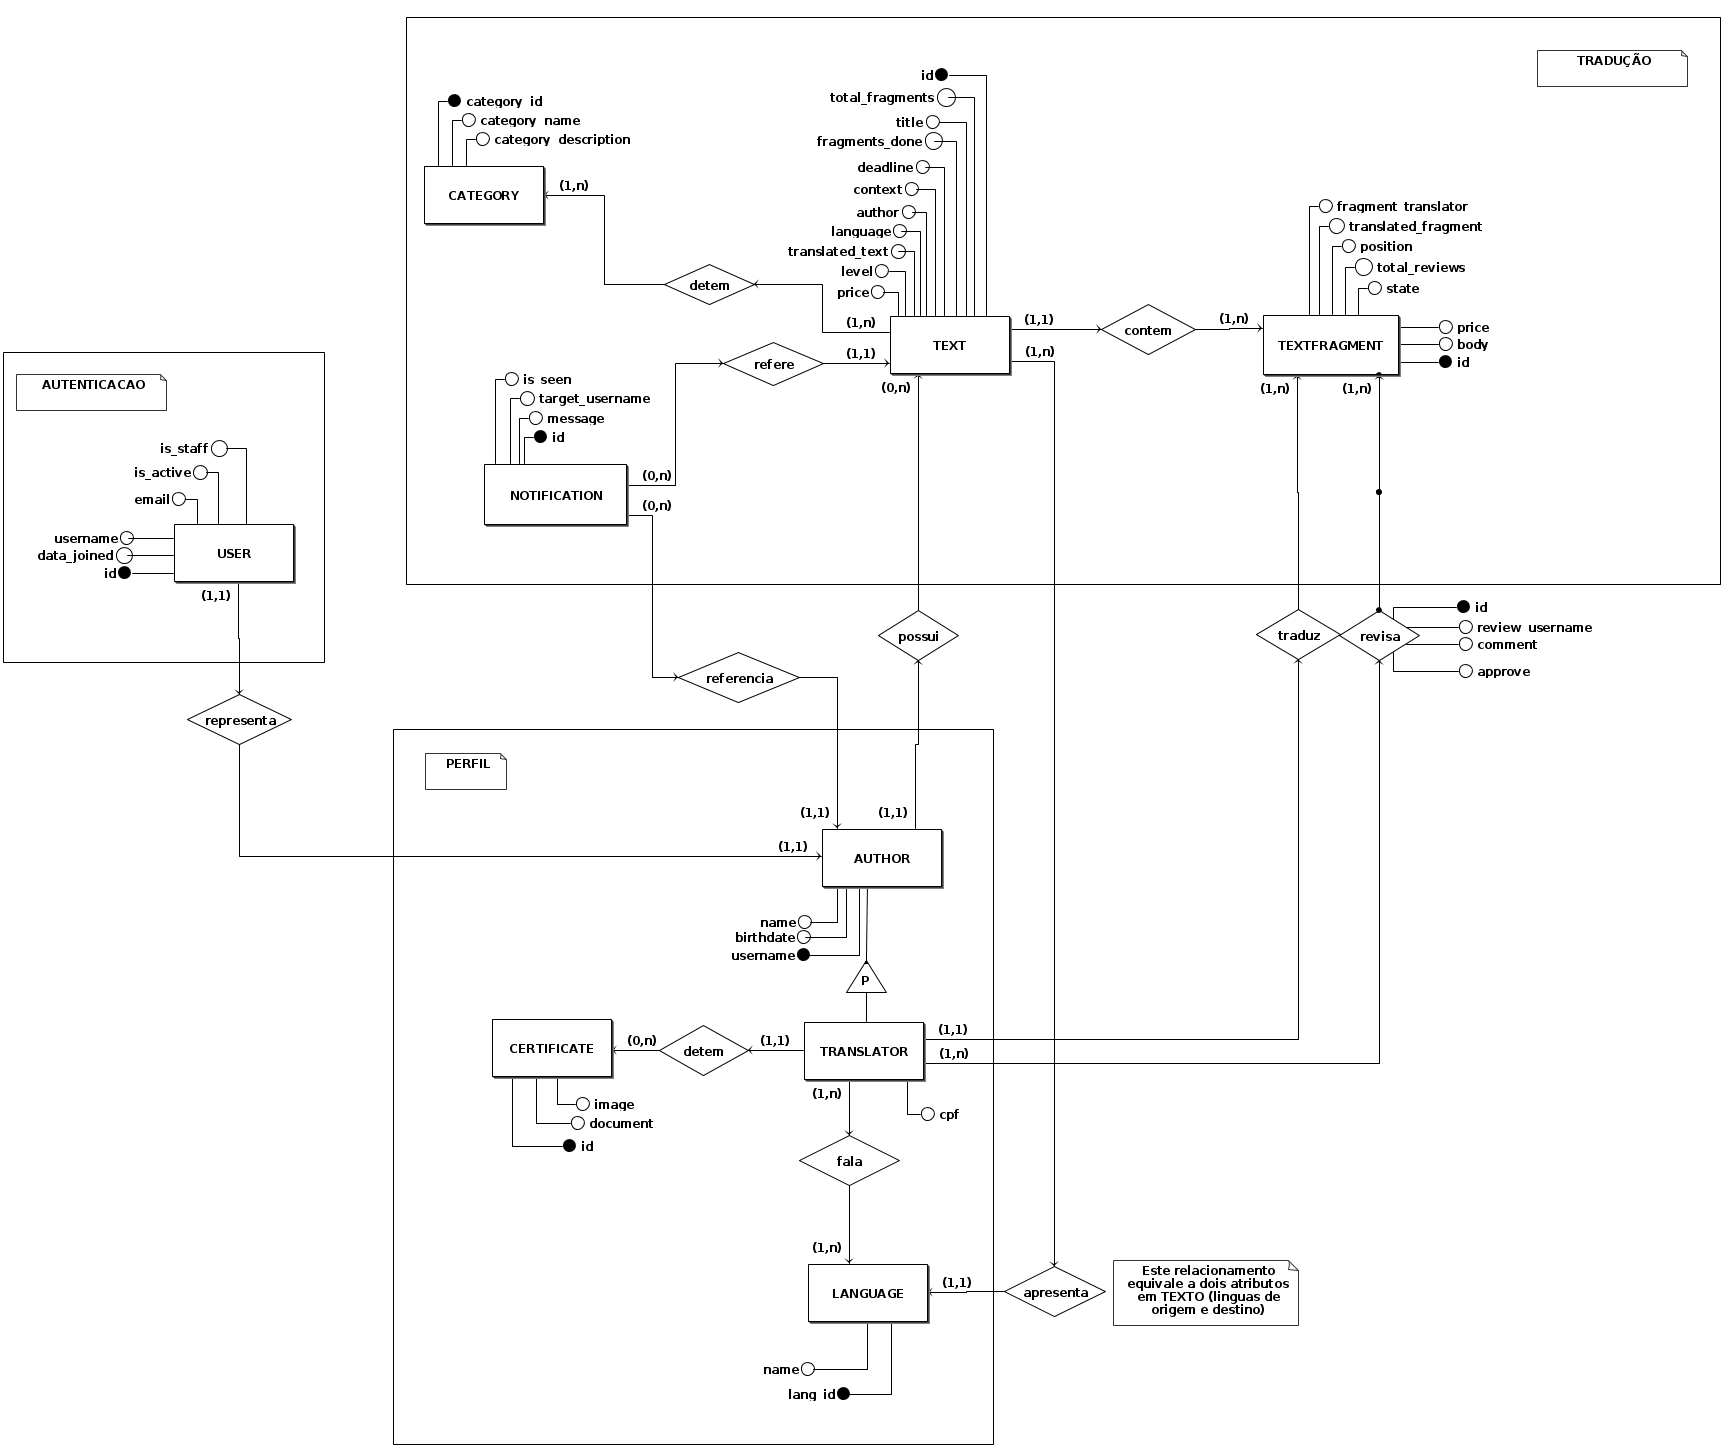 TRADUÇÃO
id
total_fragments
title
fragments_done
deadline
context
author
language
translated_text
level
price
category_id
category_name
category_description
CATEGORY
(1,n)
detem
(1,n)
TEXT
(1,1)
contem
(1,n)
fragment_translator
translated_fragment
position
total_reviews
state
TEXTFRAGMENT
price
body
id
(1,n)
(1,n)
(1,n)
refere
(1,1)
(0,n)
is_seen
target_username
message
id
NOTIFICATION
(0,n)
(0,n)
AUTENTICACAO
is_staff
is_active
email
username
data_joined
id
USER
(1,1)
representa
possui
referencia
traduz
revisa
id
review_username
comment
approve
PERFIL
(1,1)
(1,1)
(1,1)
AUTHOR
name
birthdate
username
P
CERTIFICATE
(0,n)
detem
(1,1)
TRANSLATOR
(1,1)
(1,n)
image
document
id
(1,n)
cpf
fala
(1,n)
LANGUAGE
(1,1)
apresenta
Este relacionamento
equivale a dois atributos
em TEXTO (linguas de
origem e destino)
name
lang_id